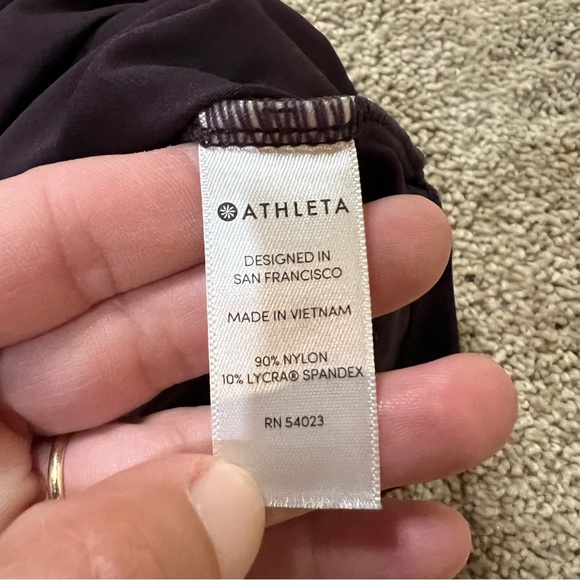 ATHLETA
DESIGNED IN
SAN FRANCISCO
MADE IN VIETNAM
90% NYLON
10% LYCRA® SPANDEX
RN 54023